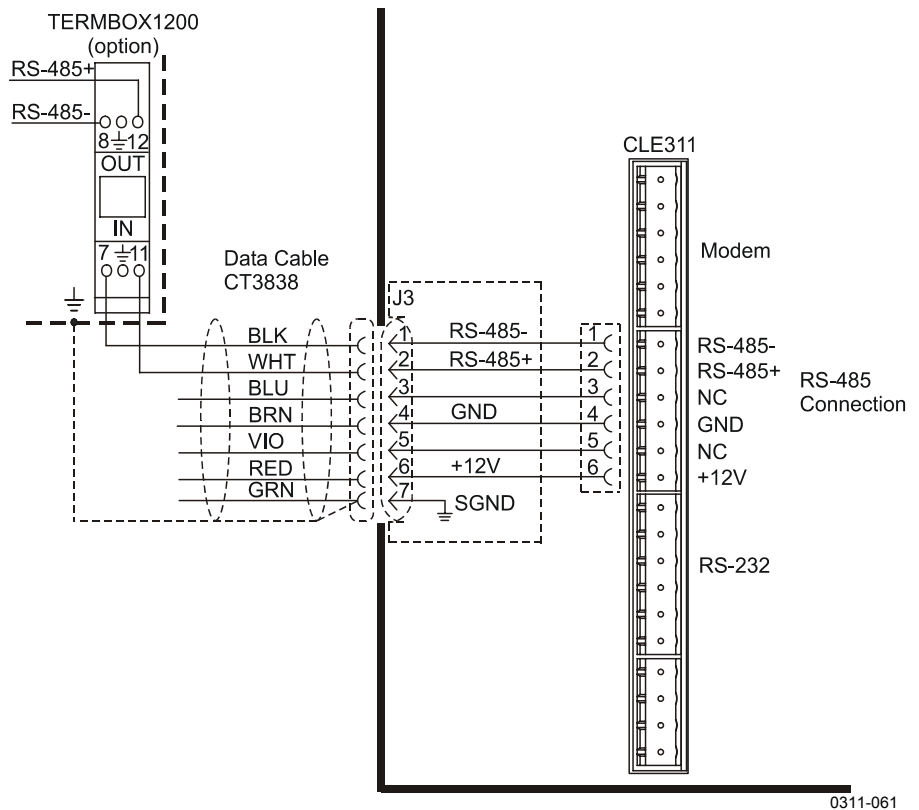 TERMBOX1200
(option)
RS-485+
RS-485-
8 12
OUT
IN
7 11
Data Cable
CT3838
BLK
WHT
BLU
BRN
VIO
RED
GRN
J3
1
2
3
4
5
6
7
RS-485-
RS-485+
GND
+12V
SGND
1
2
3
4
5
6
CLE311
Modem
RS-485-
RS-485+
NC
GND
NC
+12V
RS-485
Connection
RS-232
0311-061